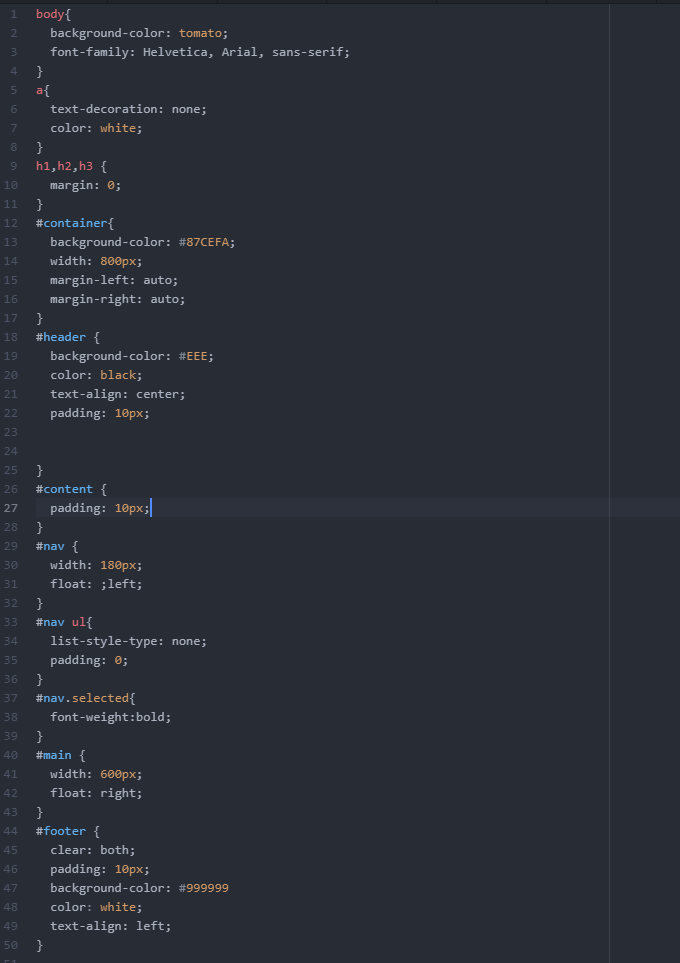 1 body{
2 background-color: tomato;
3 font-family: Helvetica, Arial, sans-serif;
4 }
5 a{
6 text-decoration: none;
7 color: white;
8 }
9 h1,h2,h3 {
10 margin: 0;
11 }
12 #container{
13 background-color: #87CEFA;
14 width: 800px;
15 margin-left: auto;
16 margin-right: auto;
17 }
18 #header {
19 background-color: #EEE;
20 color: black;
21 text-align: center;
22 padding: 10px;
23
24
25 }
26 #content {
27 padding: 10px;
28 }
29 #nav {
30 width: 180px;
31 float: ;left;
32 }
33 #nav ul{
34 list-style-type: none;
35 padding: 0;
36 }
37 #nav.selected{
38 font-weight:bold;
39 }
40 #main {
41 width: 600px;
42 float: right;
43 }
44 #footer {
45 clear: both;
46 padding: 10px;
47 background-color: #999999
48 color: white;
49 text-align: left;
50 }